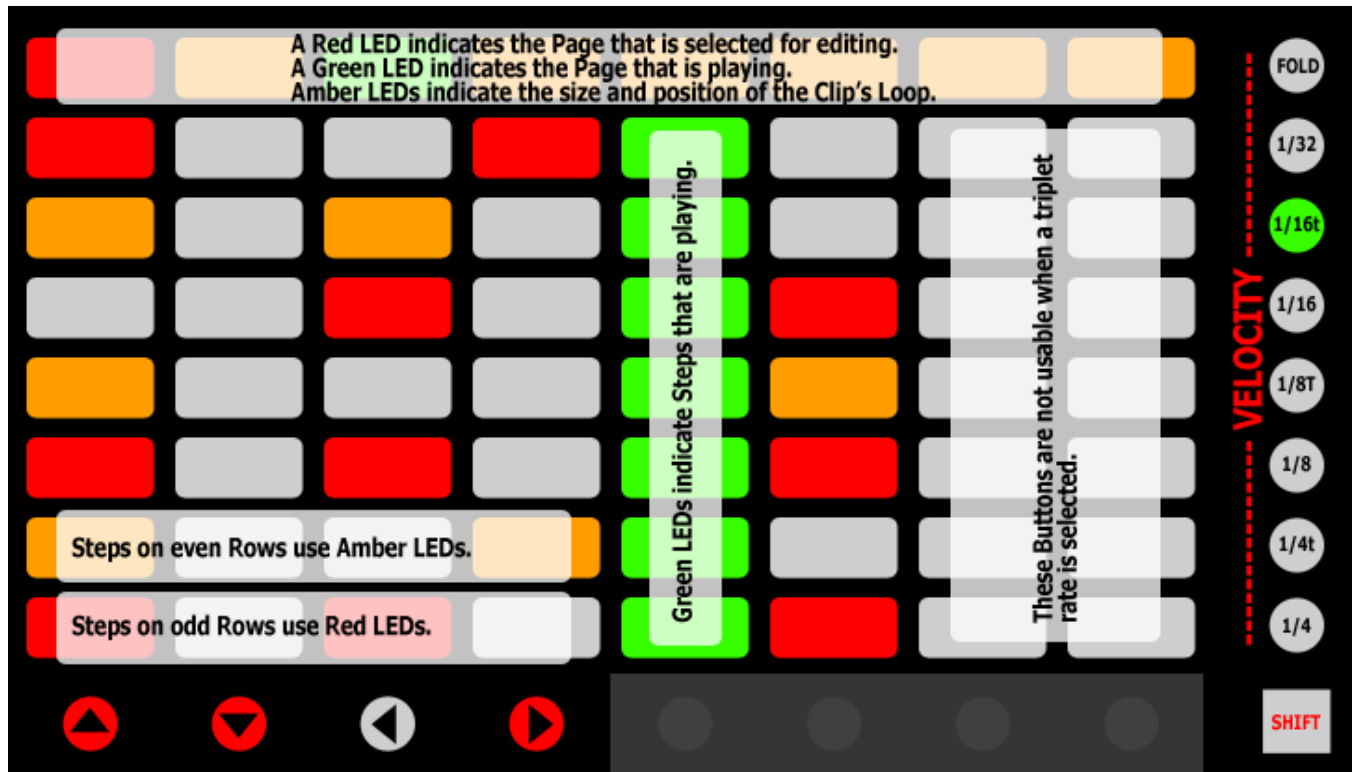 A Red LED indicates the Page that is selected for editing.
A Green LED indicates the Page that is playing.
Amber LEDs indicate the size and position of the Clip's Loop.
FOLD
1/32
1/16t
1/16
1/8T
1/8
1/4t
1/4
VELOCITY
Green LEDs indicate Steps that are playing.
These Buttons are not usable when a triplet
rate is selected.
Steps on even Rows use Amber LEDs.
Steps on odd Rows use Red LEDs.
SHIFT